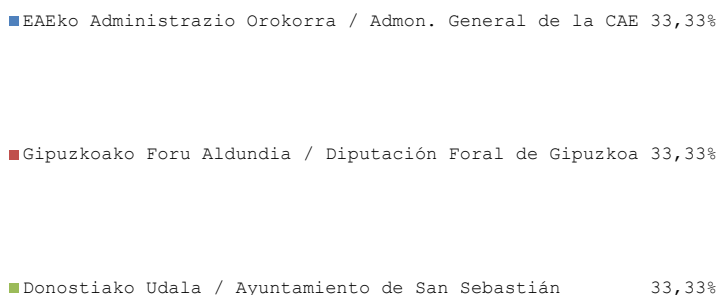 EAEko Administrazio Orokorra / Admon. General de la CAE 33,33%
Gipuzkoako Foru Aldundia / Diputación Foral de Gipuzkoa 33,33%
Donostiako Udala / Ayuntamiento de San Sebastián 33,33%